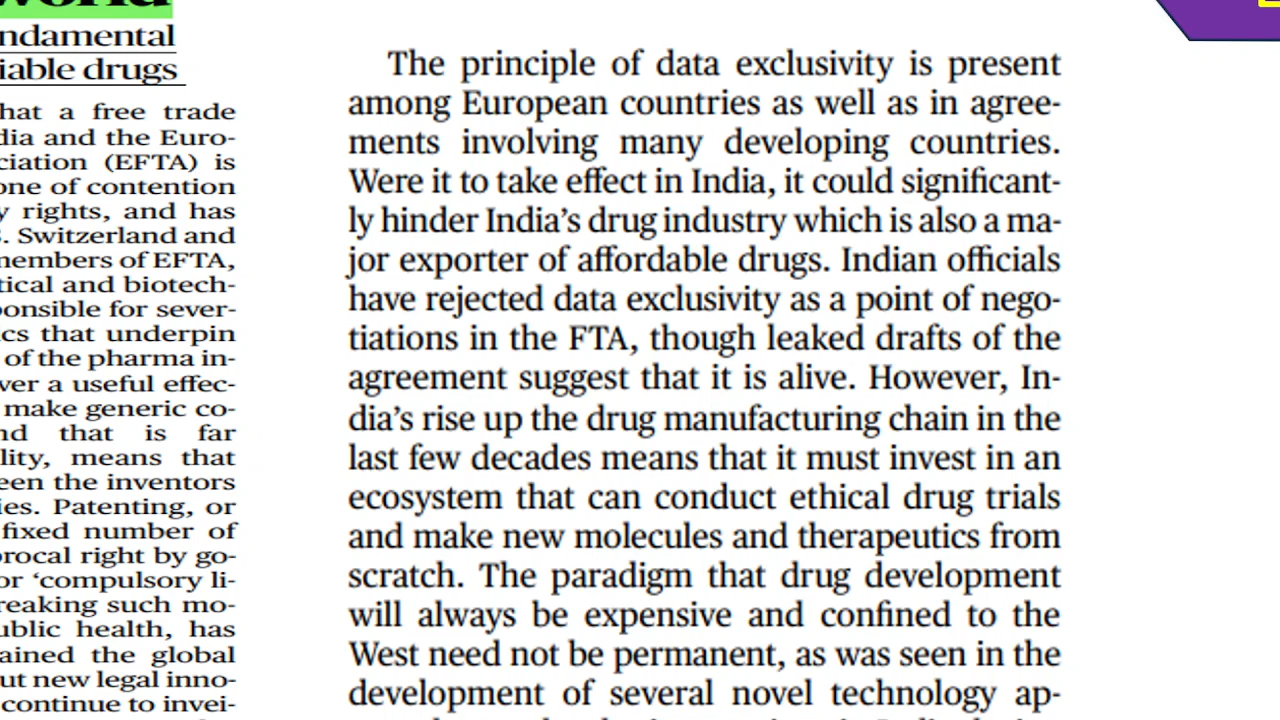 world
ndamental
iable drugs
hat a free trade
dia and the Euro-
ciation (EFTA) is
one of contention
y rights, and has
. Switzerland and
members of EFTA,
tical and biotech-
ponsible for sever-
cs that underpin
of the pharma in-
ver a useful effec-
make generic co-
nd that is far
lity, means that
een the inventors
ies. Patenting, or
fixed number of
procal right by go-
or ‘compulsory li-
reaking such mo-
ublic health, has
ained the global
ut new legal inno-
continue to invei-
The principle of data exclusivity is present
among European countries as well as in agree-
ments involving many developing countries.
Were it to take effect in India, it could significant-
ly hinder India’s drug industry which is also a ma-
jor exporter of affordable drugs. Indian officials
have rejected data exclusivity as a point of nego-
tiations in the FTA, though leaked drafts of the
agreement suggest that it is alive. However, In-
dia’s rise up the drug manufacturing chain in the
last few decades means that it must invest in an
ecosystem that can conduct ethical drug trials
and make new molecules and therapeutics from
scratch. The paradigm that drug development
will always be expensive and confined to the
West need not be permanent, as was seen in the
development of several novel technology ap-